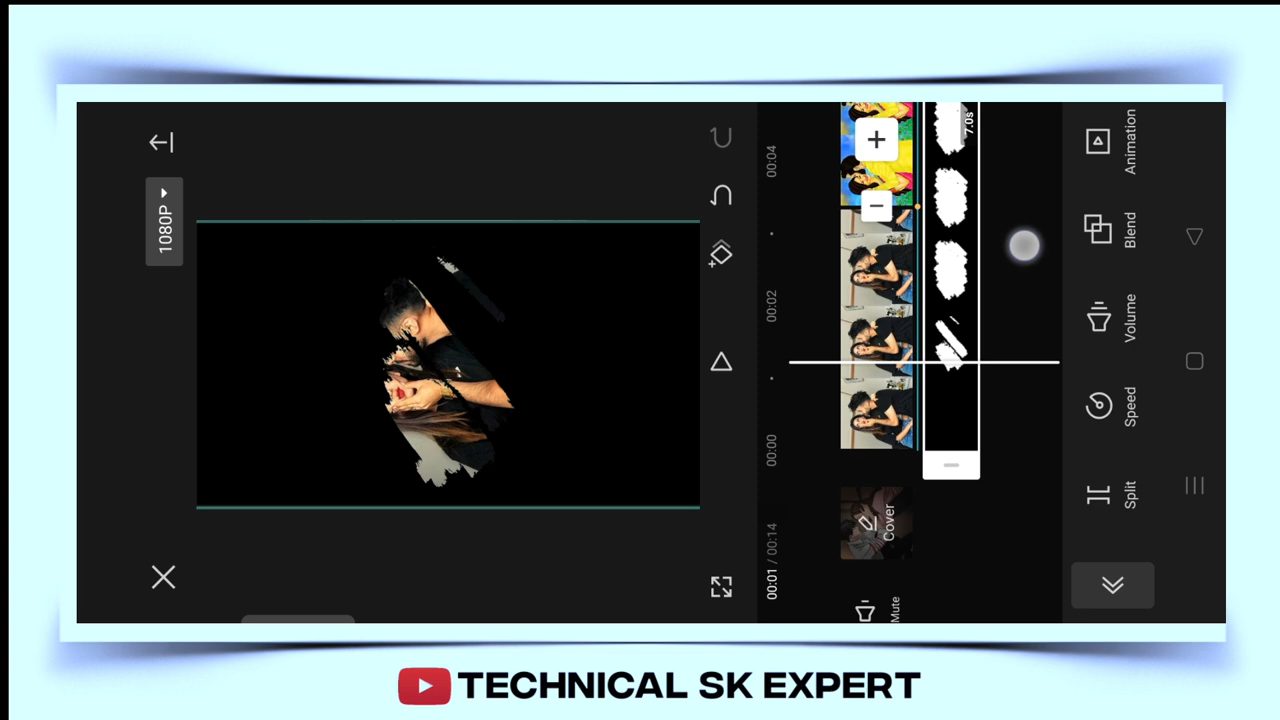 1080P
00:01 / 00:14
00:00
00:02
00:04
7.0s
Mute
Cover
Split
Speed
Volume
Blend
Animation
TECHNICAL SK EXPERT